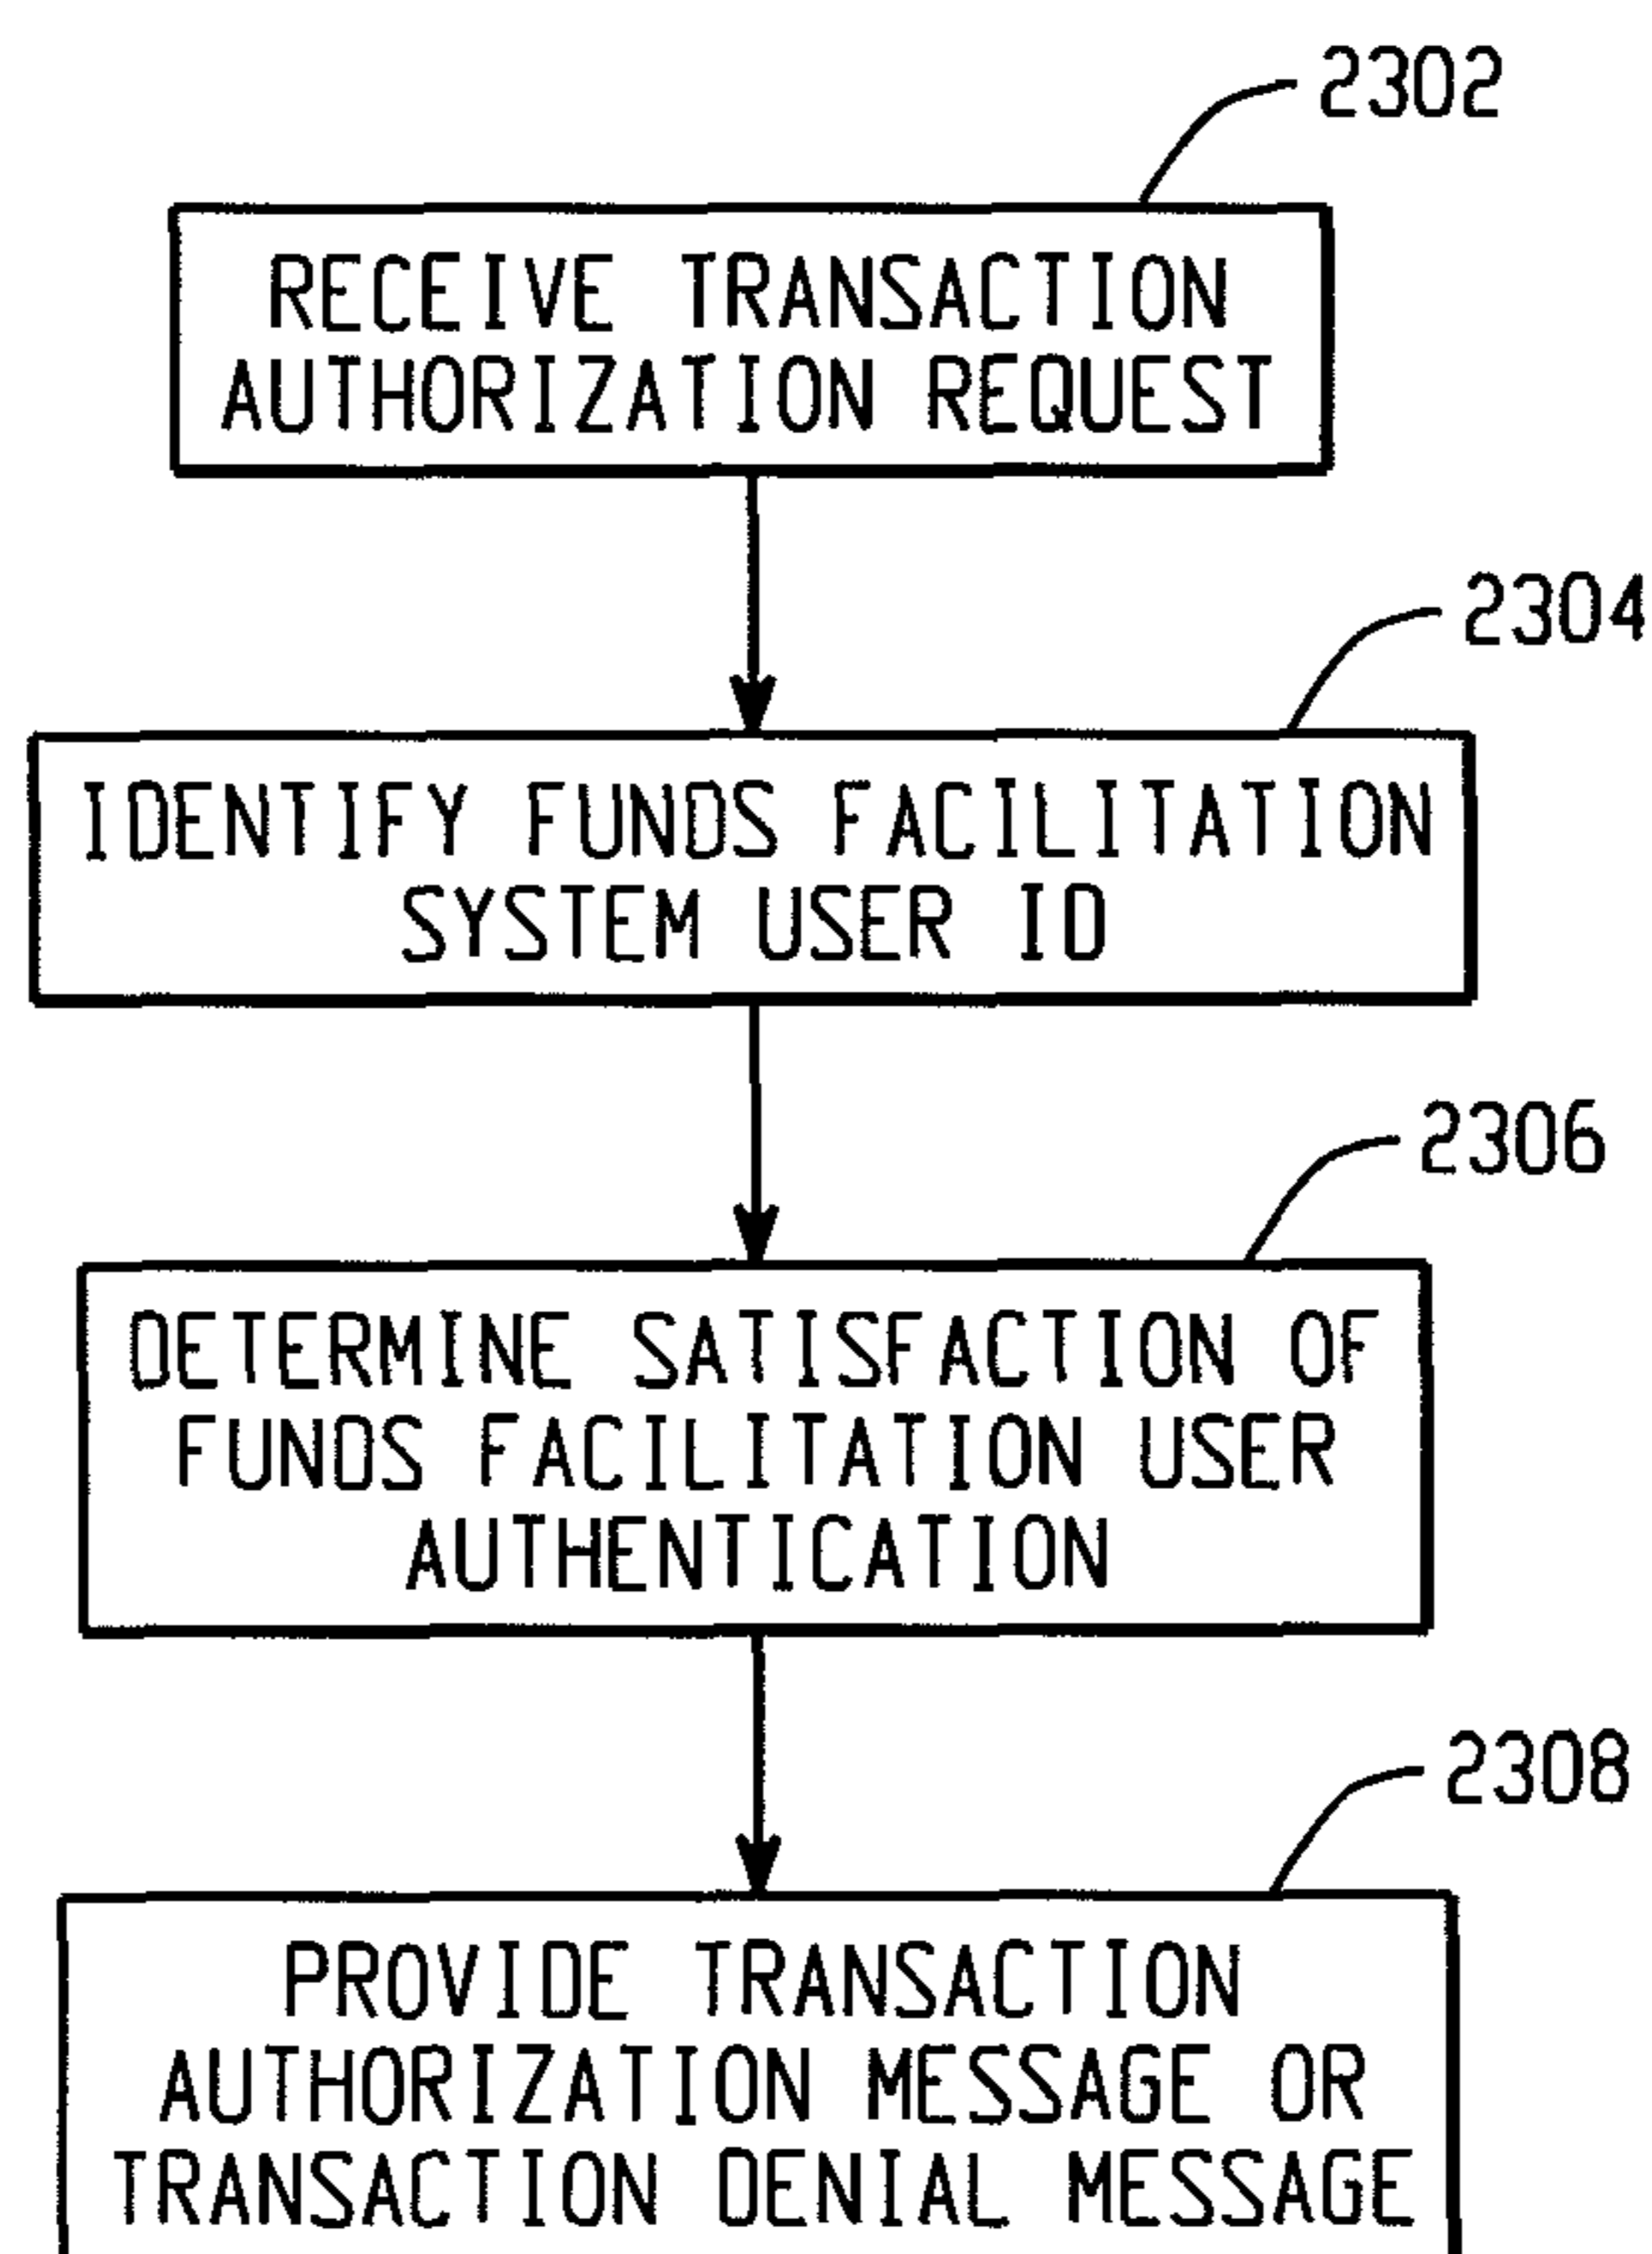 2302
RECEIVE TRANSACTION
AUTHORIZATION REQUEST
2304
IDENTIFY FUNDS FACILITATION
SYSTEM USER ID
2306
DETERMINE SATISFACTION OF
FUNDS FACILITATION USER
AUTHENTICATION
2308
PROVIDE TRANSACTION
AUTHORIZATION MESSAGE OR
TRANSACTION DENIAL MESSAGE